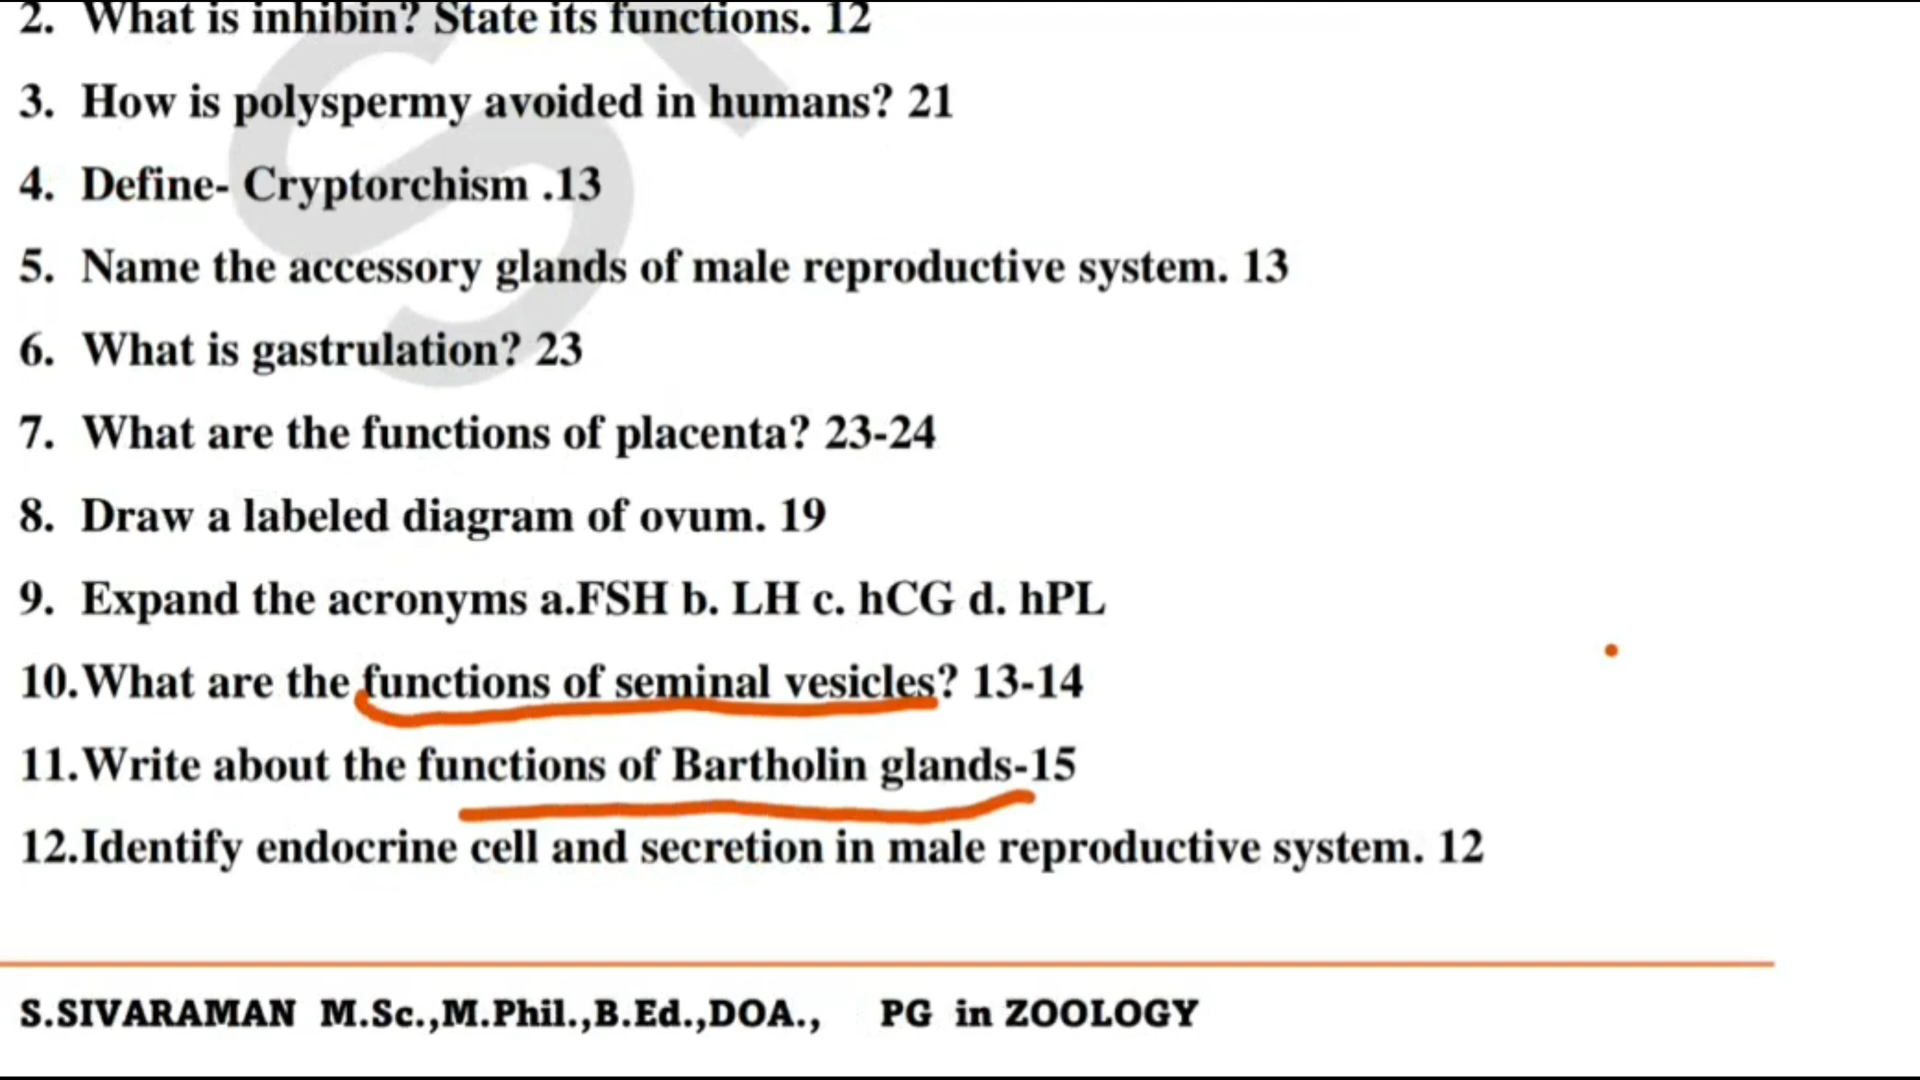 2. What is inhibin? State its functions. 12
3. How is polyspermy avoided in humans? 21
4. Define- Cryptorchism .13
5. Name the accessory glands of male reproductive system. 13
6. What is gastrulation? 23
7. What are the functions of placenta? 23-24
8. Draw a labeled diagram of ovum. 19
9. Expand the acronyms a.FSH b. LH c. hCG d. hPL
10.What are the functions of seminal vesicles? 13-14
11.Write about the functions of Bartholin glands-15
12.Identify endocrine cell and secretion in male reproductive system. 12
S.SIVARAMAN M.Sc.,M.Phil.,B.Ed.,DOA., PG in ZOOLOGY